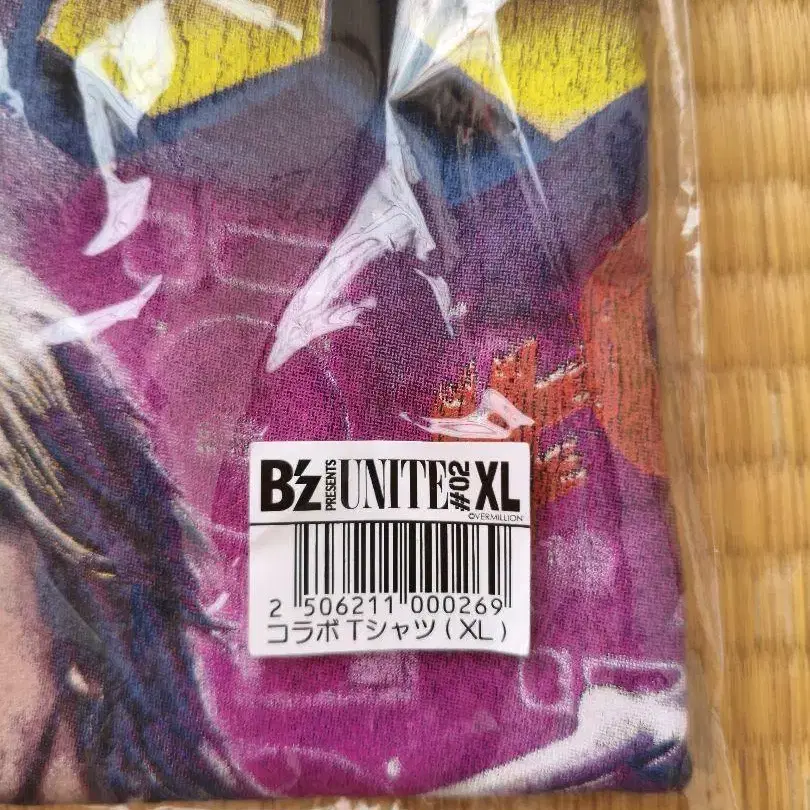 B'z PRESENTS UNITE #02 XL
©VERMILLION
2 506211 000269
コラボTシャツ(XL)